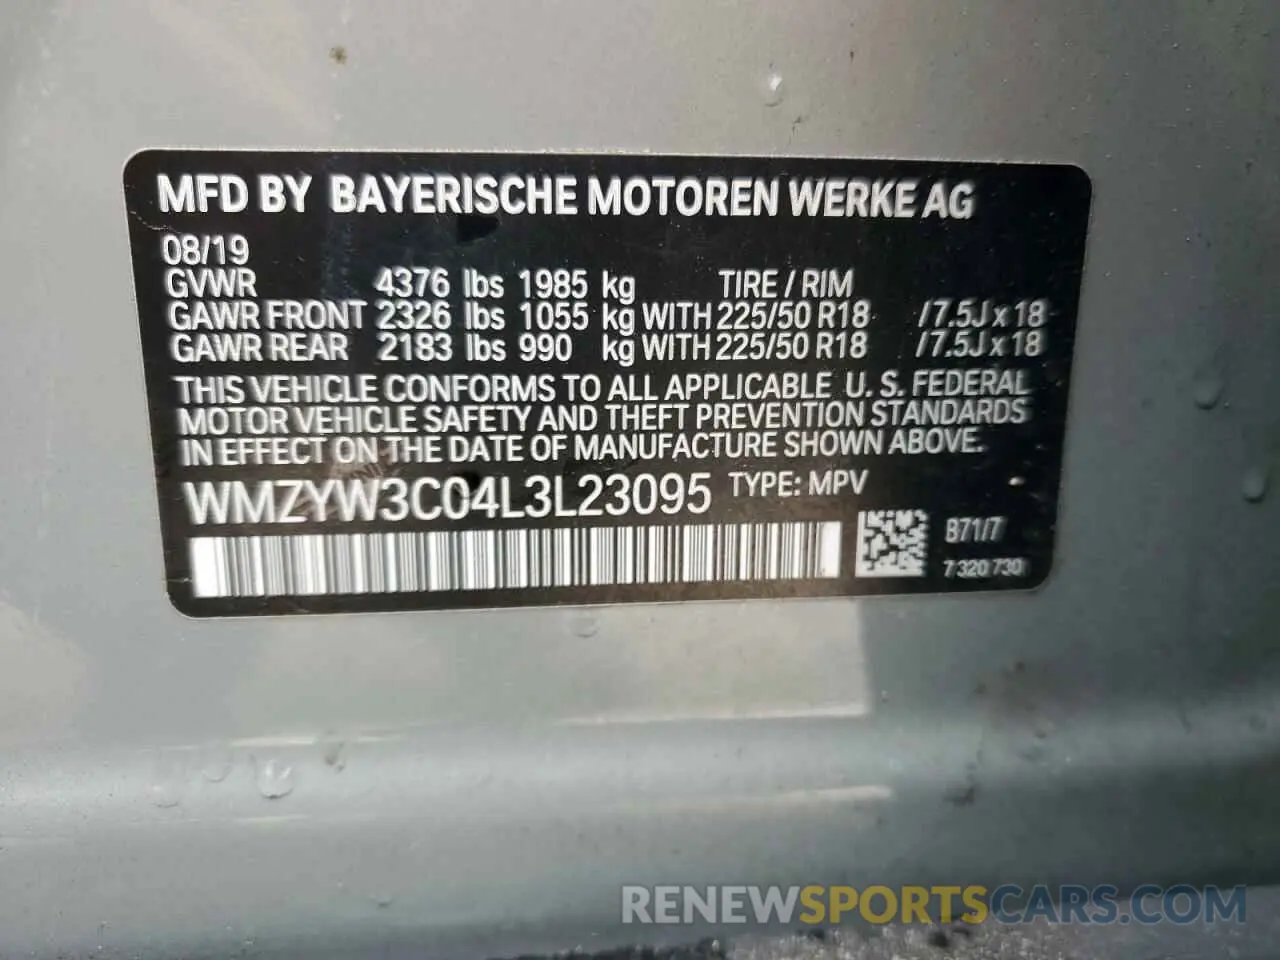 MFD BY BAYERISCHE MOTOREN WERKE AG
08/19
GVWR 4376 lbs 1985 kg TIRE / RIM
GAWR FRONT 2326 lbs 1055 kg WITH 225/50 R18 / 7.5J x 18
GAWR REAR 2183 lbs 990 kg WITH 225/50 R18 / 7.5J x 18
THIS VEHICLE CONFORMS TO ALL APPLICABLE U. S. FEDERAL
MOTOR VEHICLE SAFETY AND THEFT PREVENTION STANDARDS
IN EFFECT ON THE DATE OF MANUFACTURE SHOWN ABOVE.
WMZYW3C04L3L23095 TYPE: MPV
B71/7
7 320 730
RENEWSPORTSCARS.COM